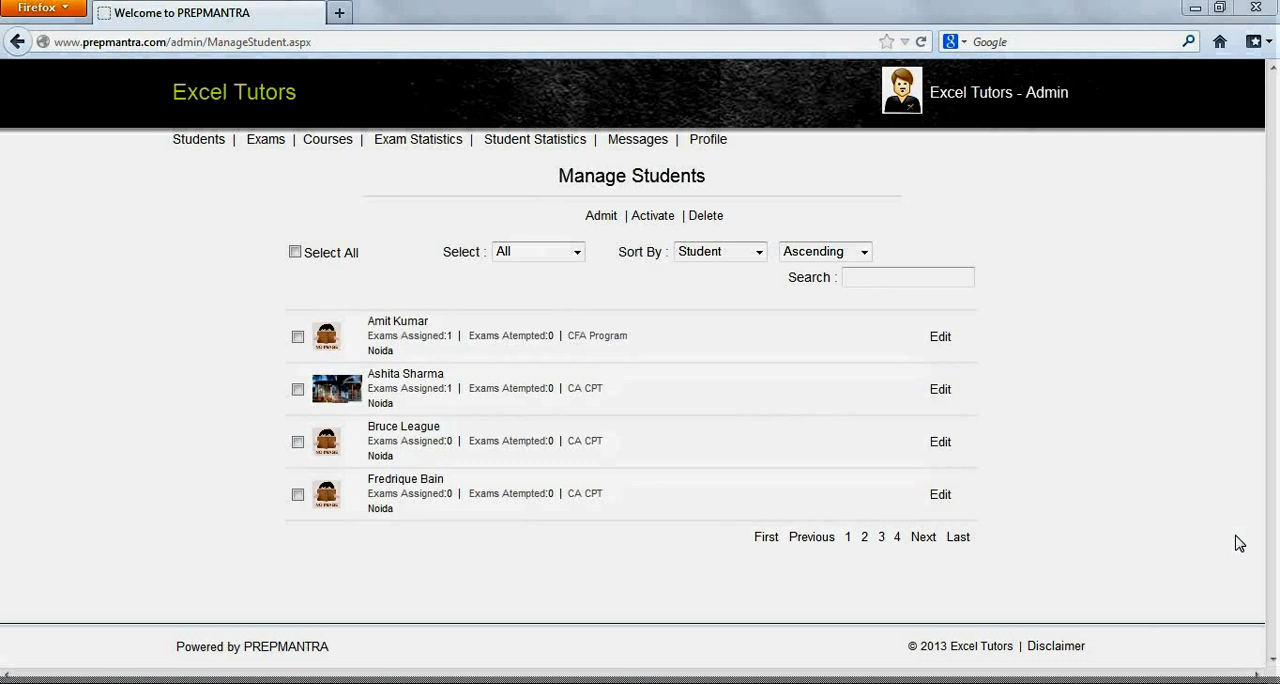 Firefox
Welcome to PREPMANTRA
www.prepmantra.com/admin/ManageStudent.aspx
Google
Excel Tutors
Excel Tutors - Admin
Students | Exams | Courses | Exam Statistics | Student Statistics | Messages | Profile
Manage Students
Admit | Activate | Delete
Select All
Select : All
Sort By : Student Ascending
Search :
Amit Kumar
Exams Assigned:1 | Exams Atempted:0 | CFA Program
Noida
Edit
Ashita Sharma
Exams Assigned:1 | Exams Atempted:0 | CA CPT
Noida
Edit
Bruce League
Exams Assigned:0 | Exams Atempted:0 | CA CPT
Noida
Edit
Fredrique Bain
Exams Assigned:0 | Exams Atempted:0 | CA CPT
Noida
Edit
First Previous 1 2 3 4 Next Last
Powered by PREPMANTRA
© 2013 Excel Tutors | Disclaimer